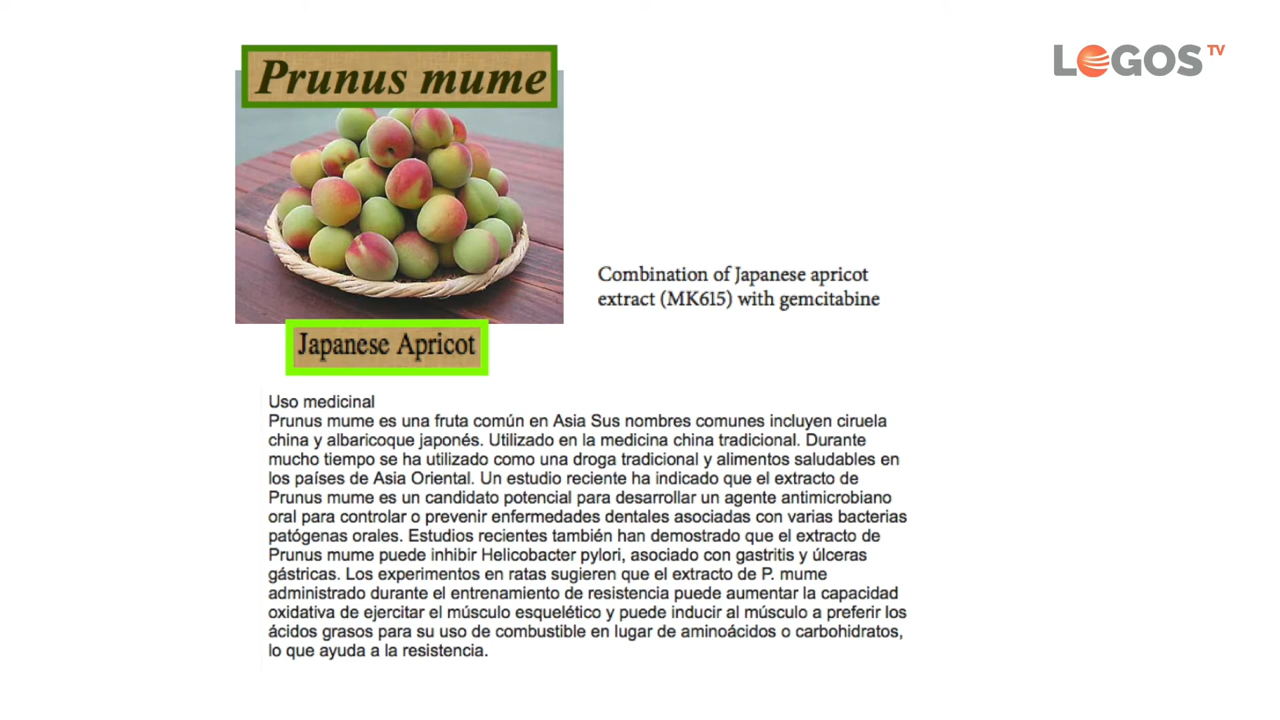 Prunus mume
LOGOS TV
Combination of Japanese apricot
extract (MK615) with gemcitabine
Japanese Apricot
Uso medicinal
Prunus mume es una fruta común en Asia Sus nombres comunes incluyen ciruela
china y albaricoque japonés. Utilizado en la medicina china tradicional. Durante
mucho tiempo se ha utilizado como una droga tradicional y alimentos saludables en
los países de Asia Oriental. Un estudio reciente ha indicado que el extracto de
Prunus mume es un candidato potencial para desarrollar un agente antimicrobiano
oral para controlar o prevenir enfermedades dentales asociadas con varias bacterias
patógenas orales. Estudios recientes también han demostrado que el extracto de
Prunus mume puede inhibir Helicobacter pylori, asociado con gastritis y úlceras
gástricas. Los experimentos en ratas sugieren que el extracto de P. mume
administrado durante el entrenamiento de resistencia puede aumentar la capacidad
oxidativa de ejercitar el músculo esquelético y puede inducir al músculo a preferir los
ácidos grasos para su uso de combustible en lugar de aminoácidos o carbohidratos,
lo que ayuda a la resistencia.